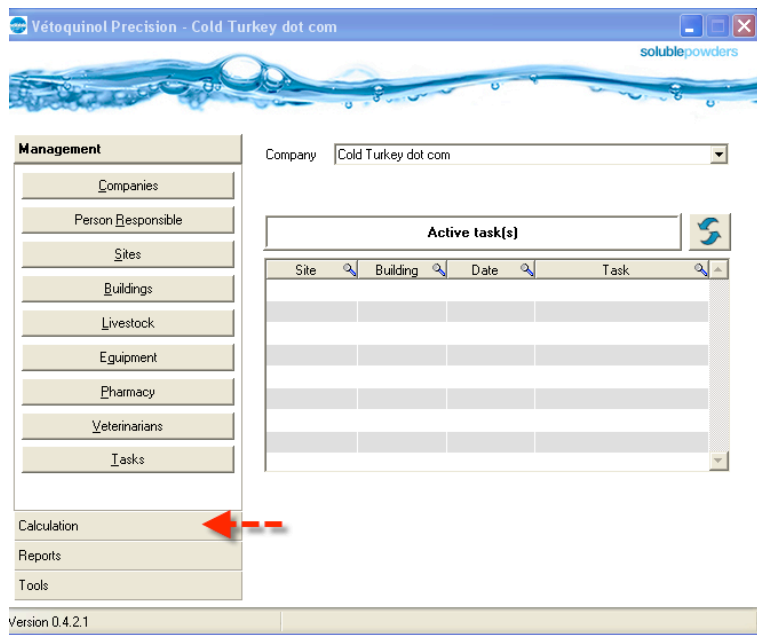 Vétoquinol Precision - Cold Turkey dot com
solublepowders
Management
Companies
Person Responsible
Sites
Buildings
Livestock
Equipment
Pharmacy
Veterinarians
Tasks
Calculation
Reports
Tools
Company Cold Turkey dot com
Active task(s)
Site Building Date Task
Version 0.4.2.1